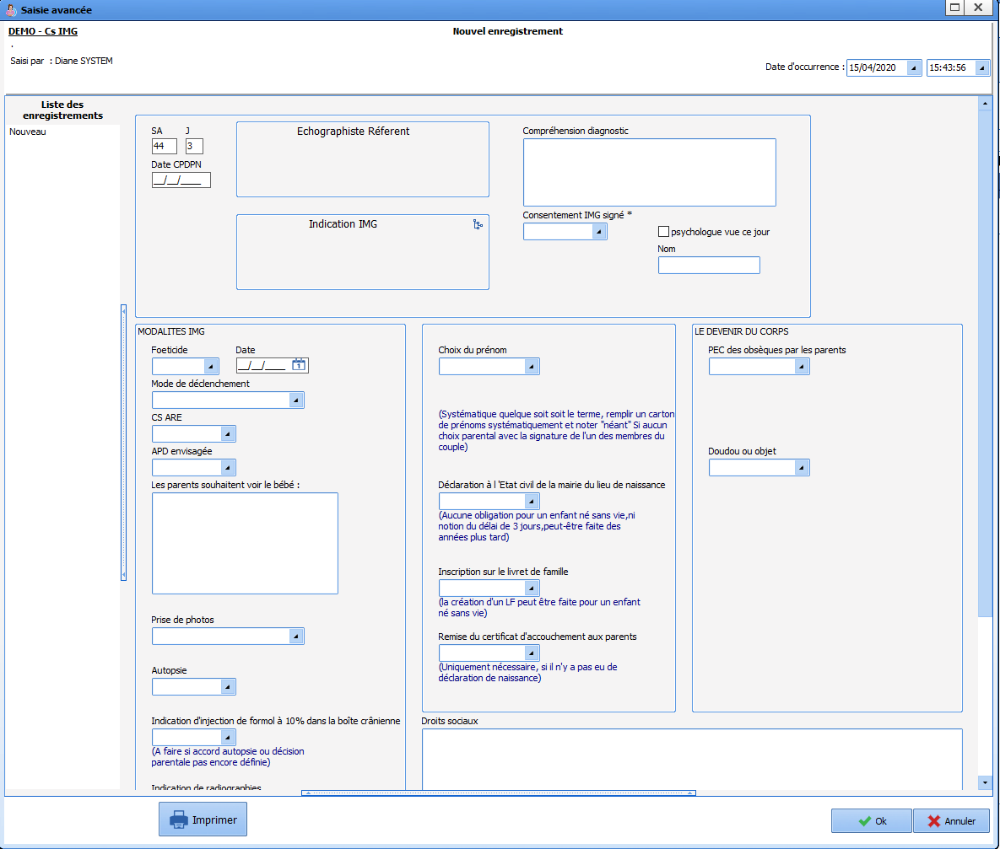 Saisie avancée
DEMO - Cs IMG
Nouvel enregistrement
.
Saisi par : Diane SYSTEM
Date d'occurrence : 15/04/2020 15:43:56
Liste des
enregistrements
Nouveau
SA J
44 3
Date CPDPN
__/__/____
Echographiste Réferent
Indication IMG
Compréhension diagnostic
Consentement IMG signé *
psychologue vue ce jour
Nom
MODALITES IMG
Foeticide Date
__/__/____ 1
Mode de déclenchement
CS ARE
APD envisagée
Les parents souhaitent voir le bébé :
Prise de photos
Autopsie
Indication d'injection de formol à 10% dans la boîte crânienne
(A faire si accord autopsie ou décision
parentale pas encore définie)
Indication de radiographies
Choix du prénom
(Systématique quelque soit soit le terme, remplir un carton
de prénoms systématiquement et noter "néant" Si aucun
choix parental avec la signature de l'un des membres du
couple)
Déclaration à l 'Etat civil de la mairie du lieu de naissance
(Aucune obligation pour un enfant né sans vie,ni
notion du délai de 3 jours,peut-être faite des
années plus tard)
Inscription sur le livret de famille
(la création d'un LF peut être faite pour un enfant
né sans vie)
Remise du certificat d'accouchement aux parents
(Uniquement nécessaire, si il n'y a pas eu de
déclaration de naissance)
LE DEVENIR DU CORPS
PEC des obsèques par les parents
Doudou ou objet
Droits sociaux
Imprimer
Ok
Annuler